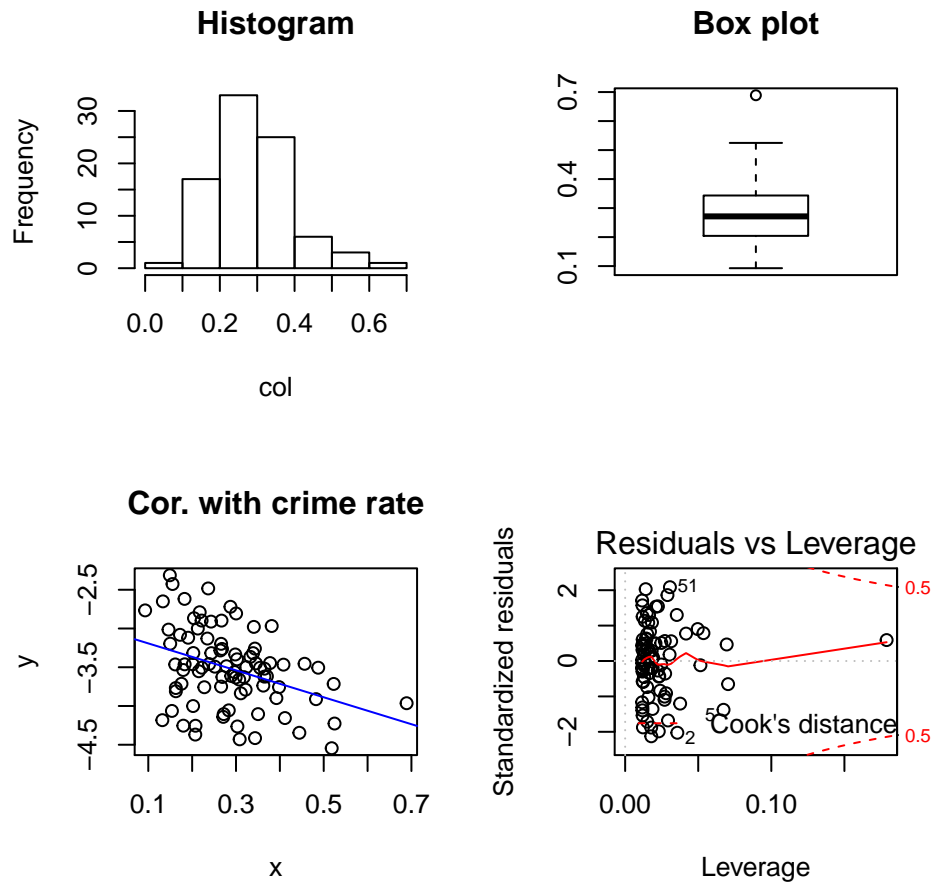 Histogram
Frequency
0 10 30
0.0 0.2 0.4 0.6
col
Box plot
0.1 0.4 0.7
Cor. with crime rate
y
−4.5 −3.5 −2.5
0.1 0.3 0.5 0.7
x
Residuals vs Leverage
Standardized residuals
−2 0 2
0.00 0.10
Leverage
51
5
2
Cook's distance
0.5
0.5